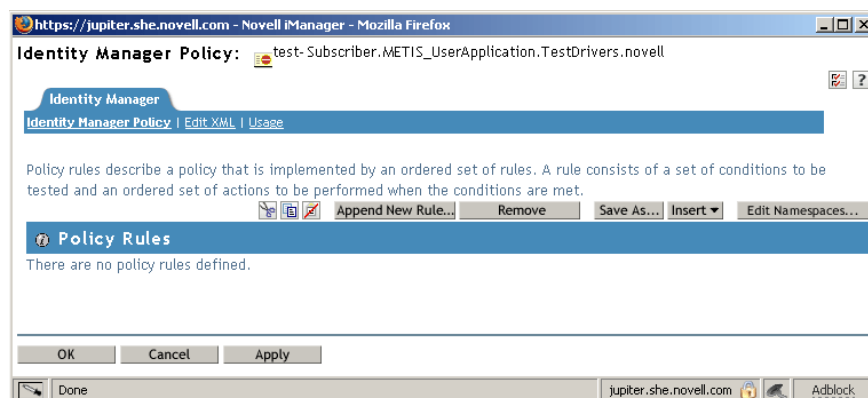 https://jupiter.she.novell.com - Novell iManager - Mozilla Firefox
Identity Manager Policy: test-Subscriber.METIS_UserApplication.TestDrivers.novell
?
Identity Manager
Identity Manager Policy | Edit XML | Usage
Policy rules describe a policy that is implemented by an ordered set of rules. A rule consists of a set of conditions to be
tested and an ordered set of actions to be performed when the conditions are met.
Append New Rule... Remove Save As... Insert Edit Namespaces...
Policy Rules
There are no policy rules defined.
OK Cancel Apply
Done jupiter.she.novell.com Adblock